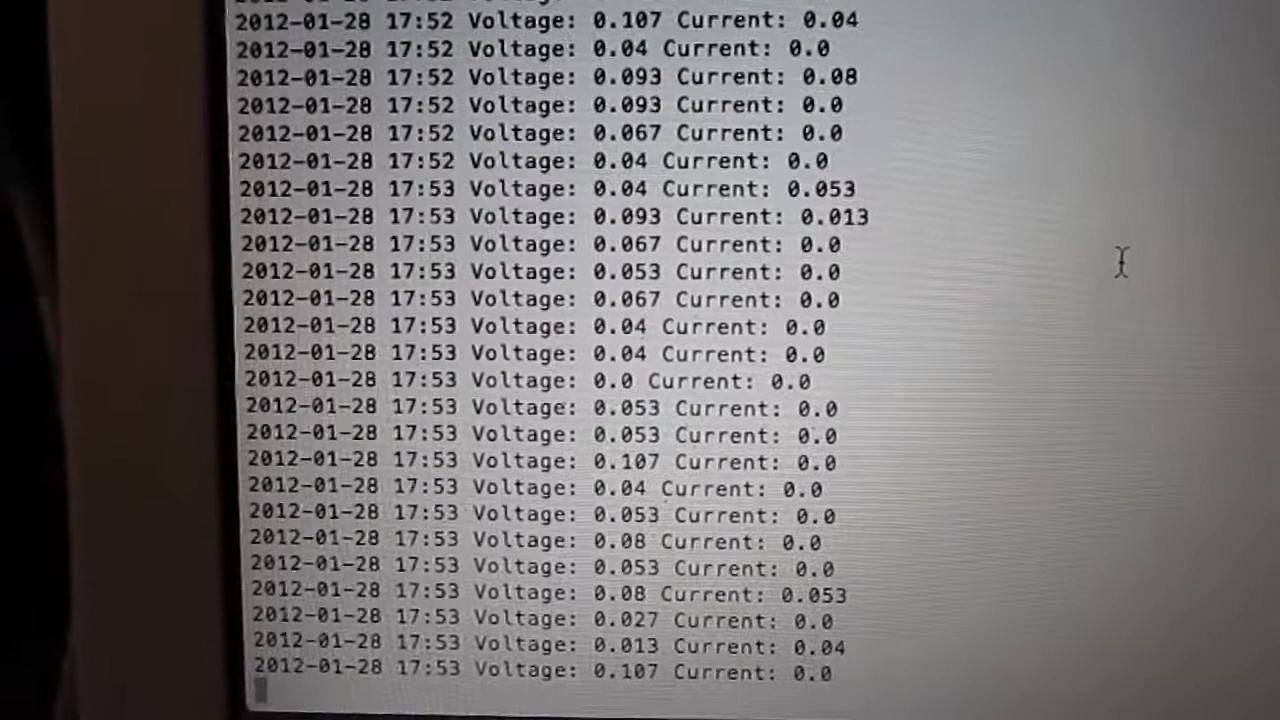 2012-01-28 17:52 Voltage: 0.107 Current: 0.04
2012-01-28 17:52 Voltage: 0.04 Current: 0.0
2012-01-28 17:52 Voltage: 0.093 Current: 0.08
2012-01-28 17:52 Voltage: 0.093 Current: 0.0
2012-01-28 17:52 Voltage: 0.067 Current: 0.0
2012-01-28 17:52 Voltage: 0.04 Current: 0.0
2012-01-28 17:53 Voltage: 0.04 Current: 0.053
2012-01-28 17:53 Voltage: 0.093 Current: 0.013
2012-01-28 17:53 Voltage: 0.067 Current: 0.0
2012-01-28 17:53 Voltage: 0.053 Current: 0.0
2012-01-28 17:53 Voltage: 0.067 Current: 0.0
2012-01-28 17:53 Voltage: 0.04 Current: 0.0
2012-01-28 17:53 Voltage: 0.04 Current: 0.0
2012-01-28 17:53 Voltage: 0.0 Current: 0.0
2012-01-28 17:53 Voltage: 0.053 Current: 0.0
2012-01-28 17:53 Voltage: 0.053 Current: 0.0
2012-01-28 17:53 Voltage: 0.107 Current: 0.0
2012-01-28 17:53 Voltage: 0.04 Current: 0.0
2012-01-28 17:53 Voltage: 0.053 Current: 0.0
2012-01-28 17:53 Voltage: 0.08 Current: 0.0
2012-01-28 17:53 Voltage: 0.053 Current: 0.0
2012-01-28 17:53 Voltage: 0.08 Current: 0.053
2012-01-28 17:53 Voltage: 0.027 Current: 0.0
2012-01-28 17:53 Voltage: 0.013 Current: 0.04
2012-01-28 17:53 Voltage: 0.107 Current: 0.0